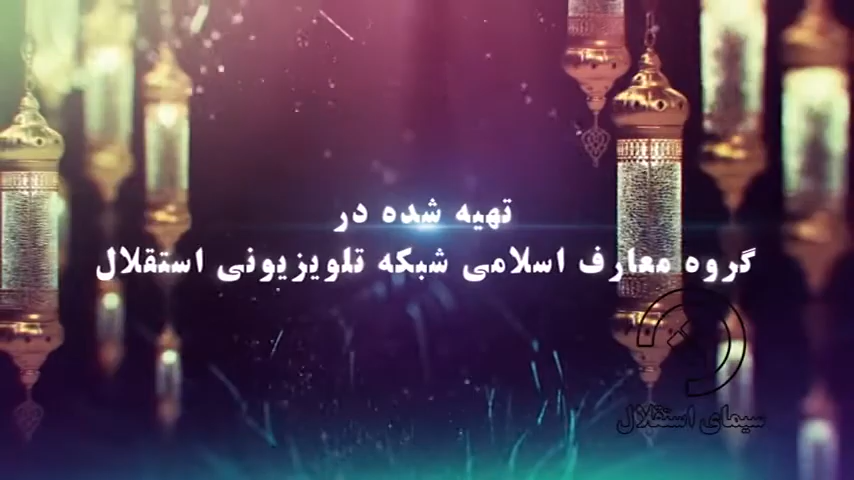 تهیه شده در
گروه معارف اسلامی شبکه تلویزیونی استقلال
سیمای استقلال